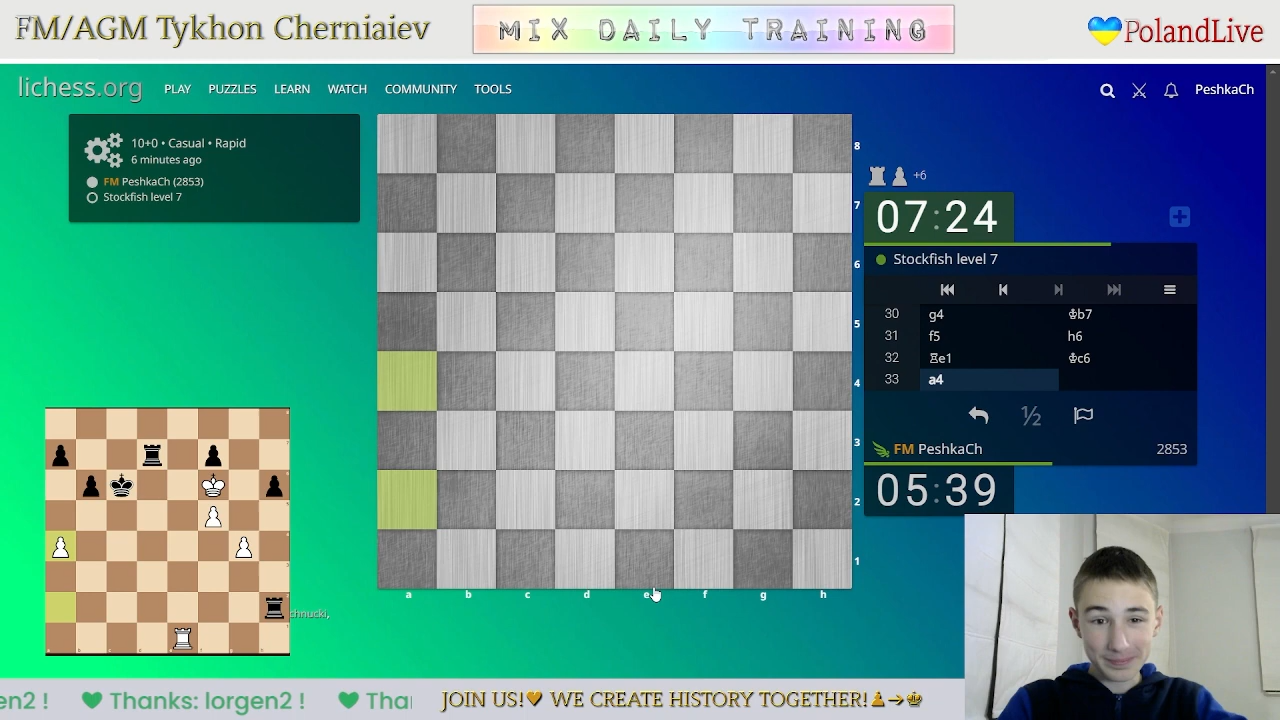 FM/AGM Tykhon Cherniaiev
MIX DAILY TRAINING
PolandLive
lichess.org PLAY PUZZLES LEARN WATCH COMMUNITY TOOLS PeshkaCh
10+0 • Casual • Rapid
6 minutes ago
FM PeshkaCh (2853)
Stockfish level 7
8
7
6
5
4
3
2
1
a b c d e f g h
+6
07:24
Stockfish level 7
30 g4 ♔b7
31 f5 h6
32 ♖e1 ♔c6
33 a4
½
FM PeshkaCh 2853
05:39
chnucki,
en2 ! Thanks: lorgen2 ! Tha
JOIN US! WE CREATE HISTORY TOGETHER!